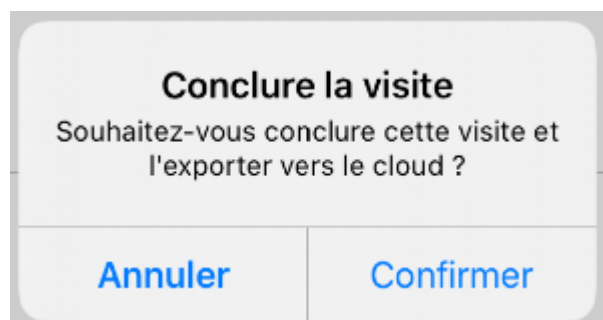 Conclure la visite
Souhaitez-vous conclure cette visite et
l'exporter vers le cloud ?
Annuler
Confirmer